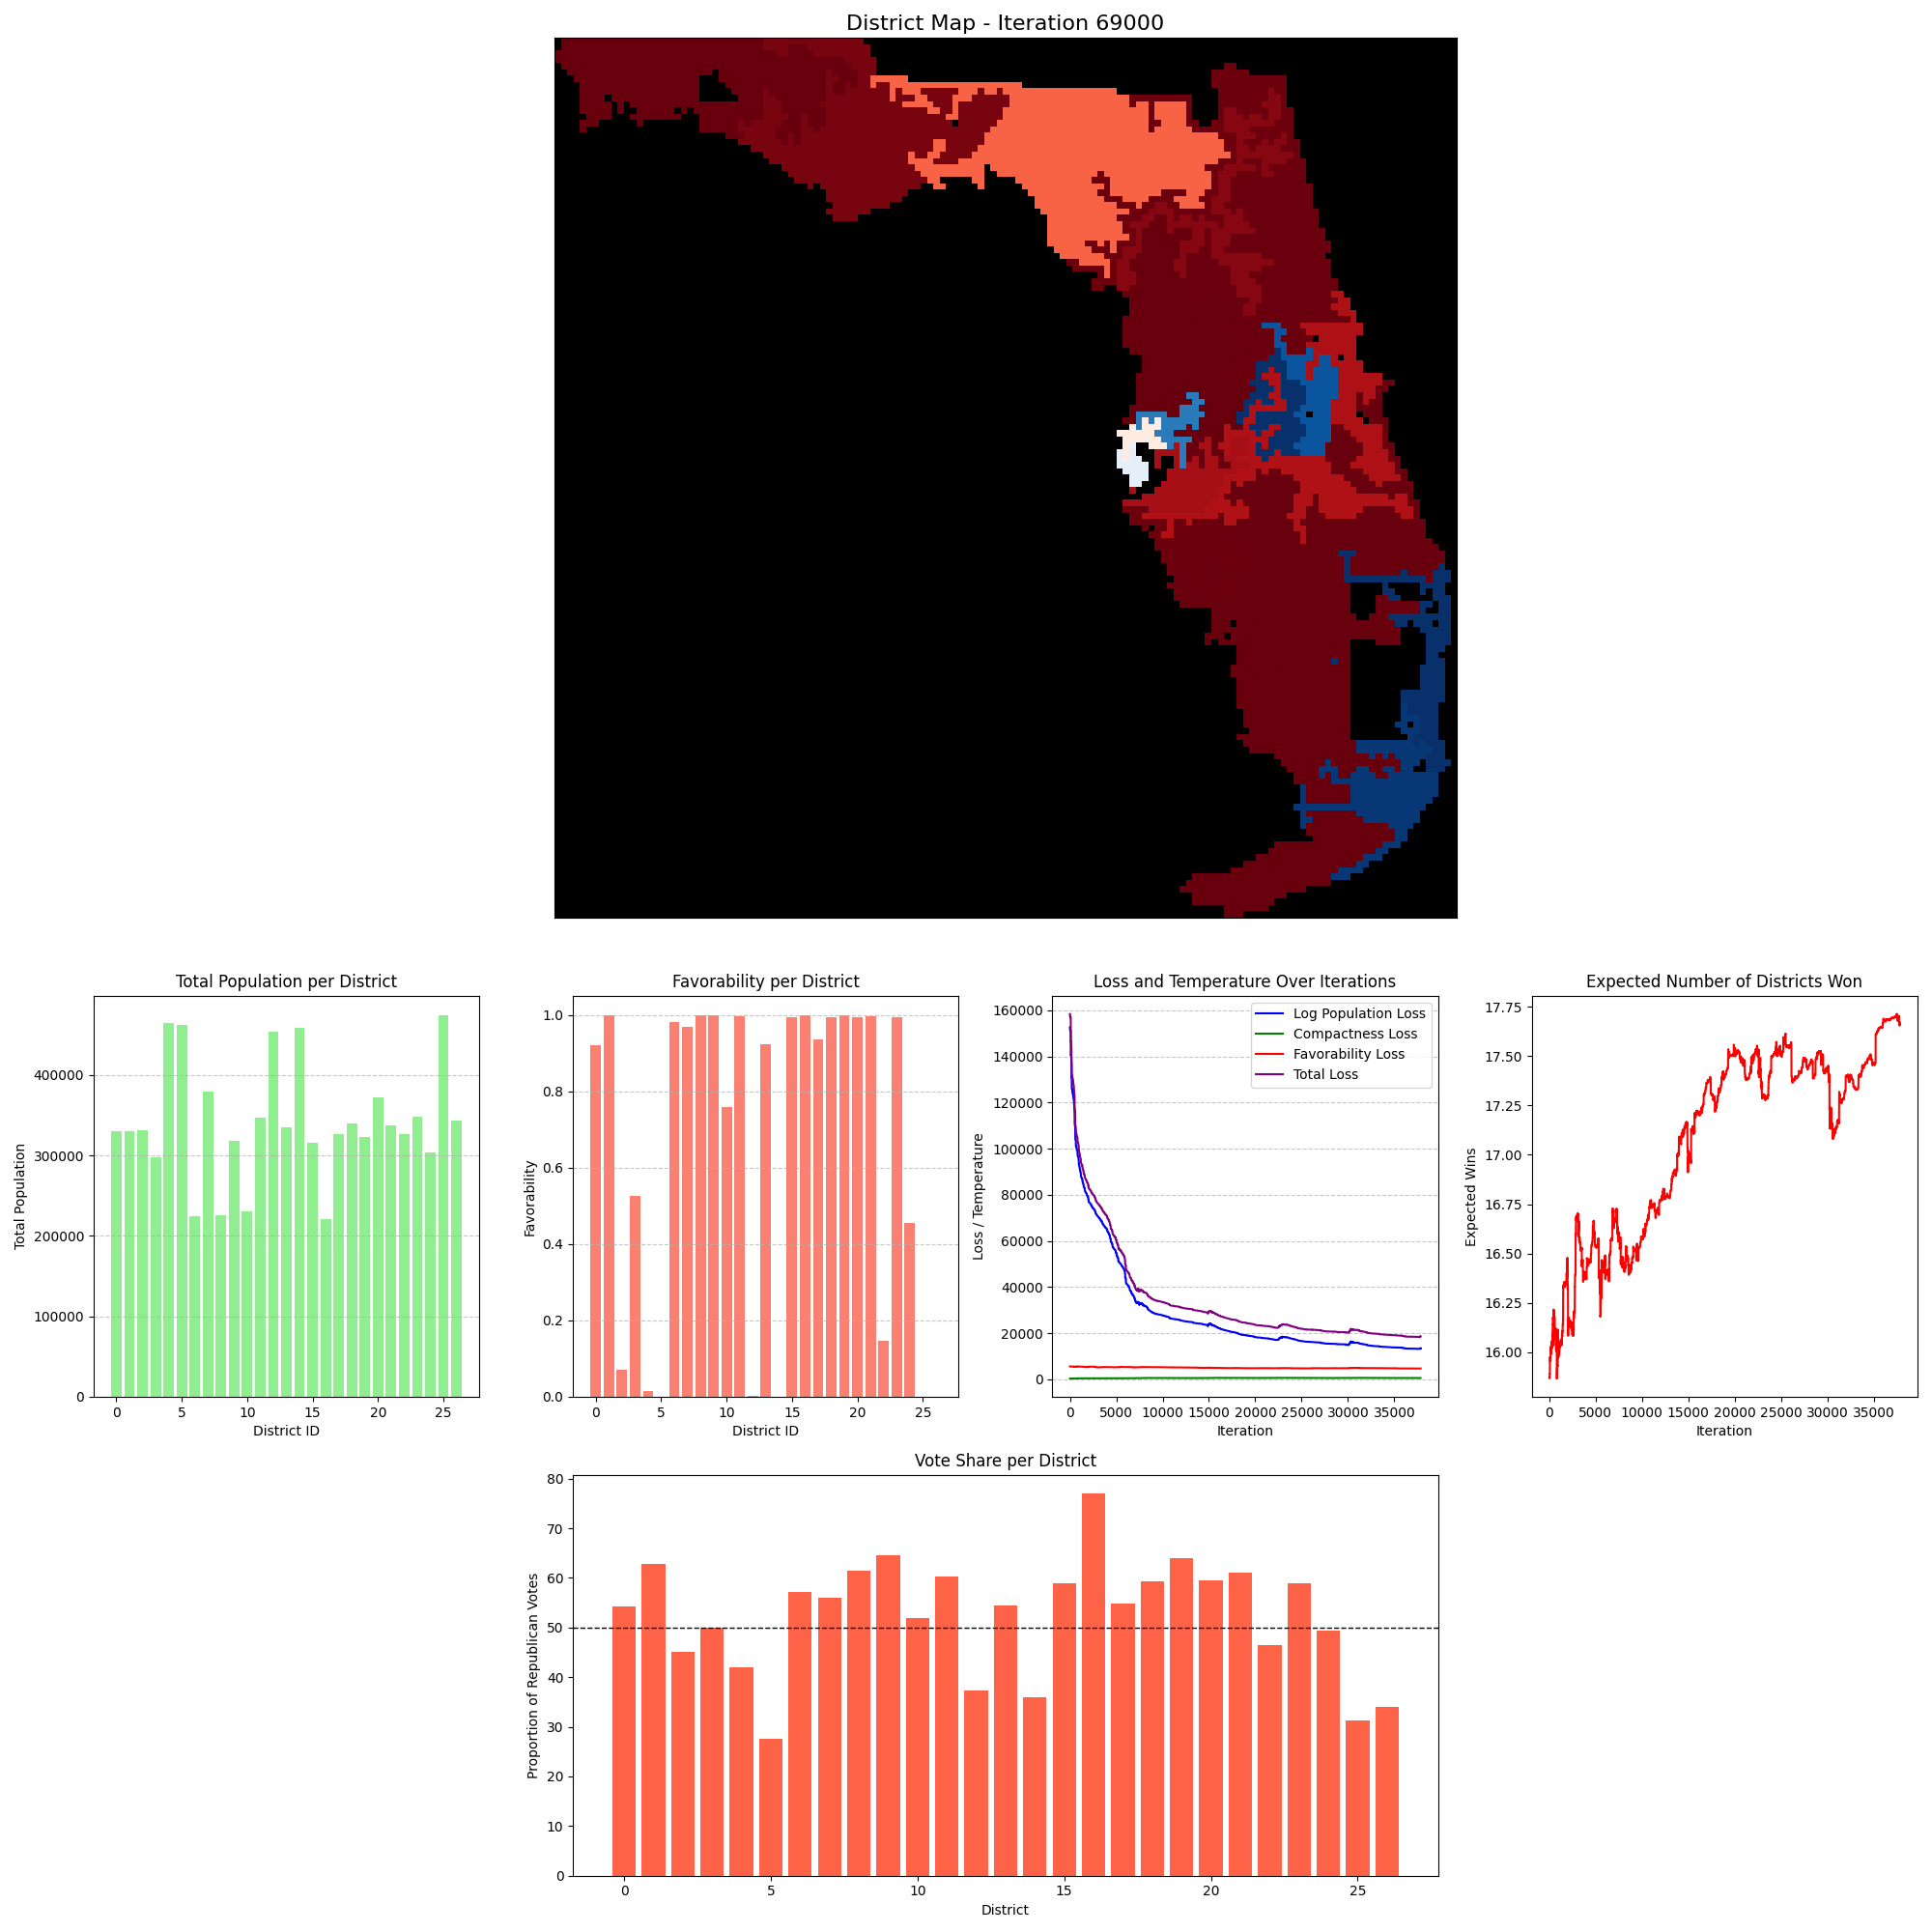 District Map - Iteration 69000
Total Population per District
Total Population
400000
300000
200000
100000
0
0 5 10 15 20 25
District ID
Favorability per District
Favorability
1.0
0.8
0.6
0.4
0.2
0.0
0 5 10 15 20 25
District ID
Loss and Temperature Over Iterations
Loss / Temperature
160000
140000
120000
100000
80000
60000
40000
20000
0
Log Population Loss
Compactness Loss
Favorability Loss
Total Loss
0 5000 10000 15000 20000 25000 30000 35000
Iteration
Expected Number of Districts Won
Expected Wins
17.75
17.50
17.25
17.00
16.75
16.50
16.25
16.00
0 5000 10000 15000 20000 25000 30000 35000
Iteration
Vote Share per District
Proportion of Republican Votes
80
70
60
50
40
30
20
10
0
0 5 10 15 20 25
District